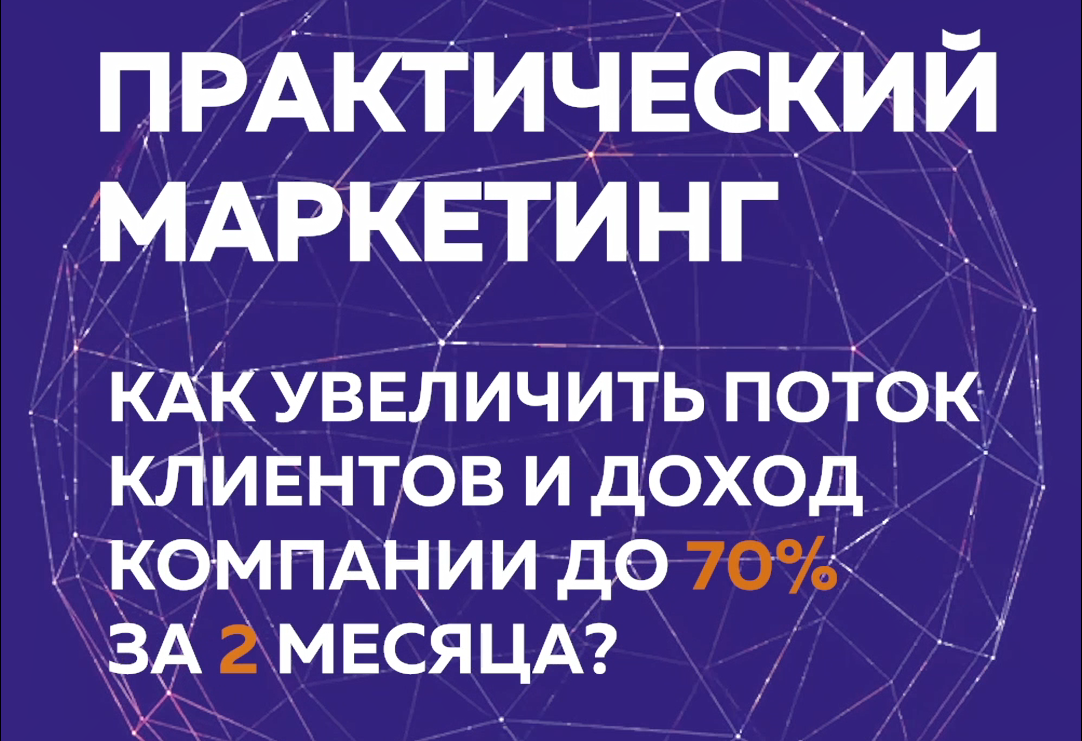 ПРАКТИЧЕСКИЙ
МАРКЕТИНГ
КАК УВЕЛИЧИТЬ ПОТОК
КЛИЕНТОВ И ДОХОД
КОМПАНИИ ДО 70%
ЗА 2 МЕСЯЦА?